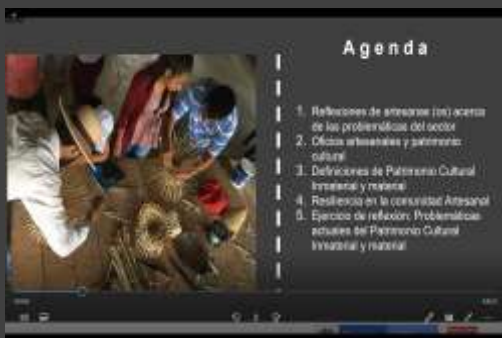 Agenda
1. Reflexiones de artesanas (os) acerca
de las problemáticas del sector
2. Oficios artesanales y patrimonio
cultural
3. Definiciones de Patrimonio Cultural
Inmaterial y material
4. Resiliencia en la comunidad Artesanal
5. Ejercicio de reflexión: Problemáticas
actuales del Patrimonio Cultural
Inmaterial y material